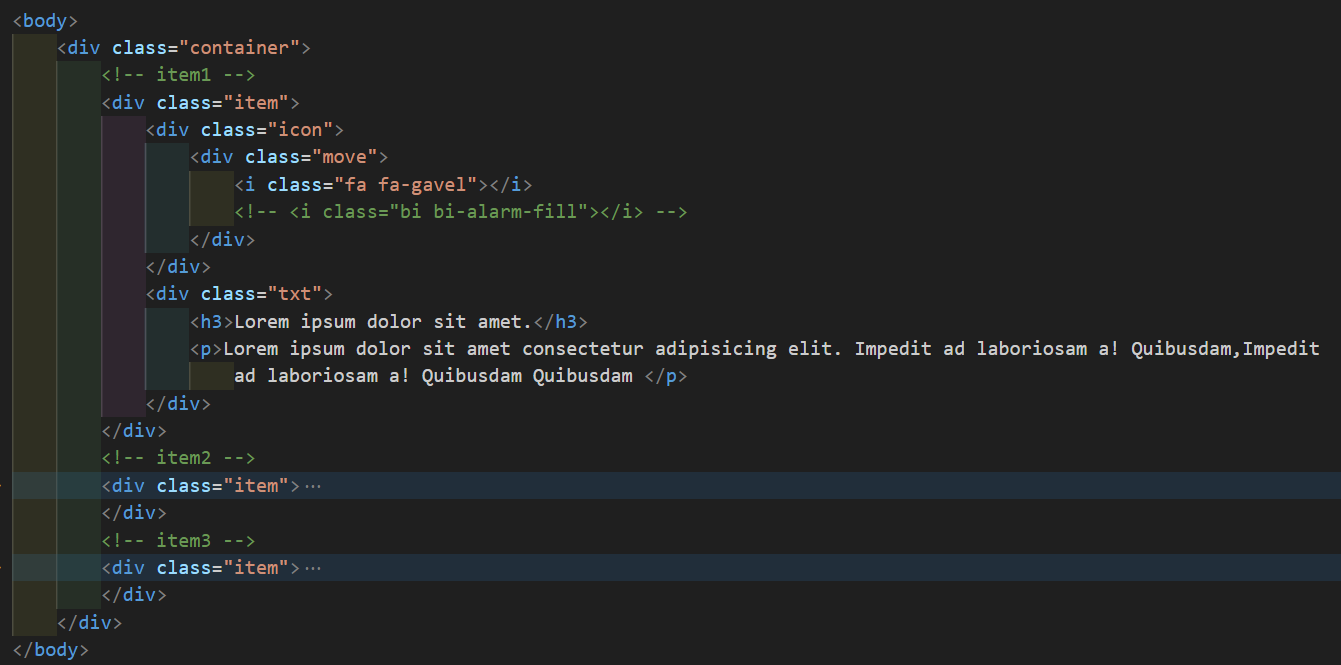 <body>
<div class="container">
<!-- item1 -->
<div class="item">
<div class="icon">
<div class="move">
<i class="fa fa-gavel"></i>
<!-- <i class="bi bi-alarm-fill"></i> -->
</div>
</div>
<div class="txt">
<h3>Lorem ipsum dolor sit amet.</h3>
<p>Lorem ipsum dolor sit amet consectetur adipisicing elit. Impedit ad laboriosam a! Quibusdam,Impedit
ad laboriosam a! Quibusdam Quibusdam </p>
</div>
</div>
<!-- item2 -->
<div class="item">···
</div>
<!-- item3 -->
<div class="item">···
</div>
</div>
</body>